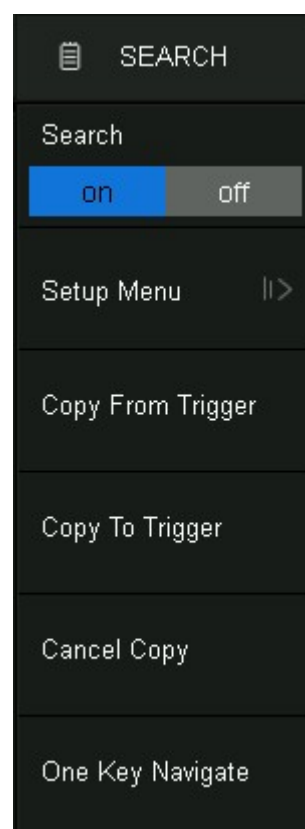 SEARCH
Search
on off
Setup Menu
Copy From Trigger
Copy To Trigger
Cancel Copy
One Key Navigate